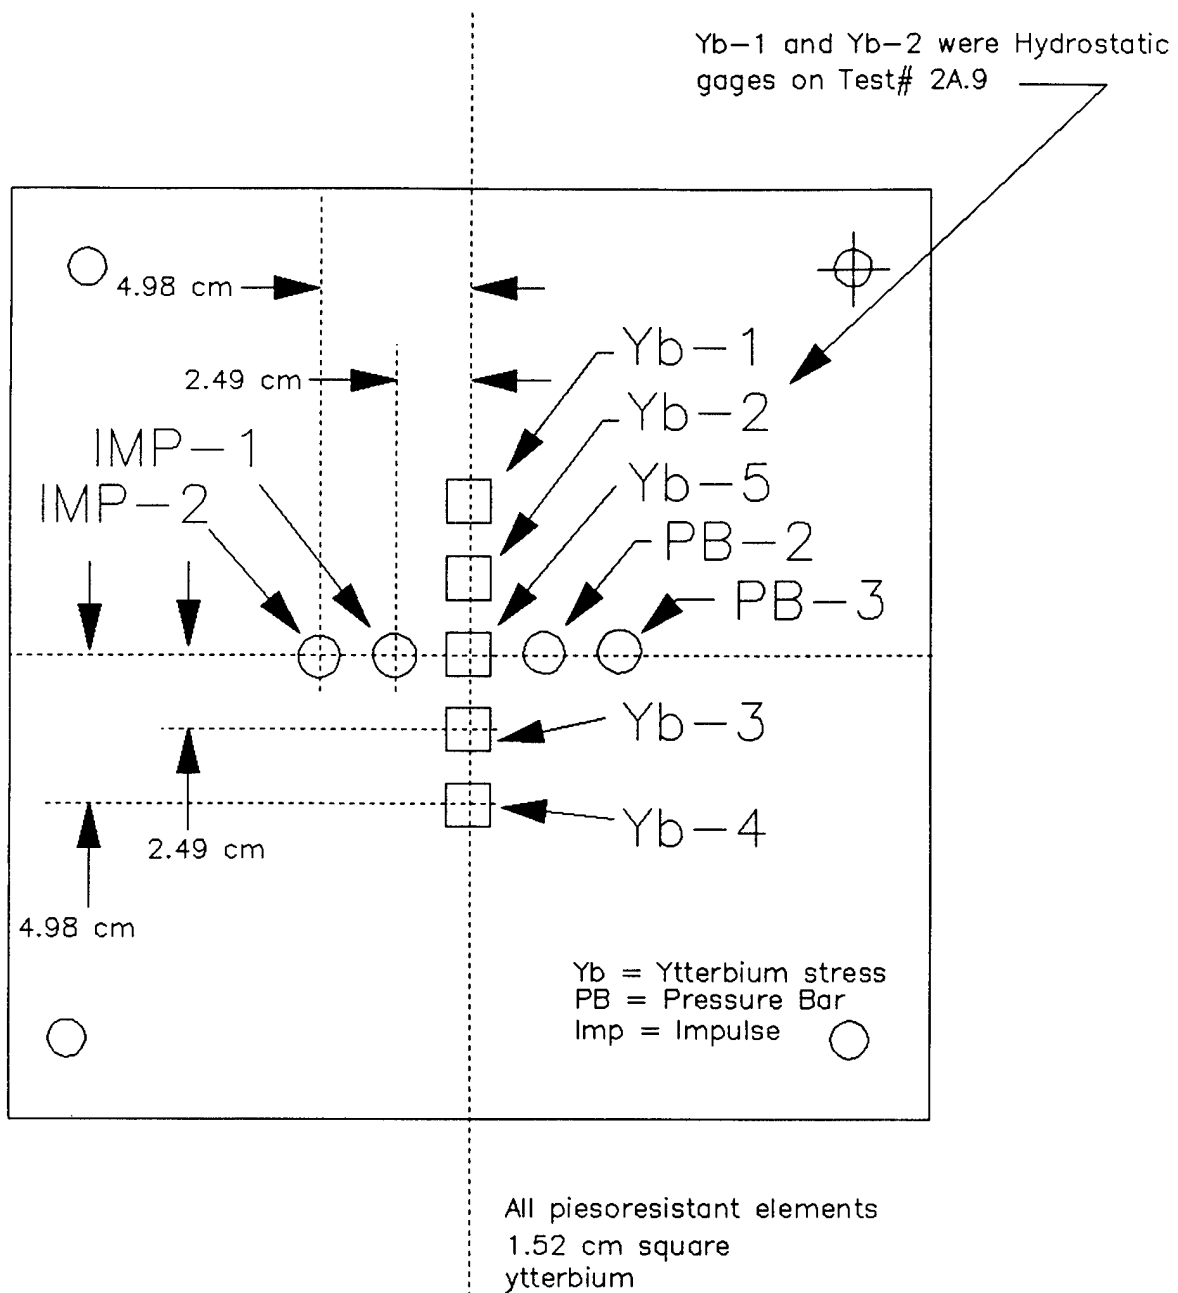 Yb-1 and Yb-2 were Hydrostatic
gages on Test# 2A.9
4.98 cm
2.49 cm
Yb-1
Yb-2
IMP-1
IMP-2
Yb-5
PB-2
PB-3
Yb-3
Yb-4
2.49 cm
4.98 cm
Yb = Ytterbium stress
PB = Pressure Bar
Imp = Impulse
All piesoresistant elements
1.52 cm square
ytterbium